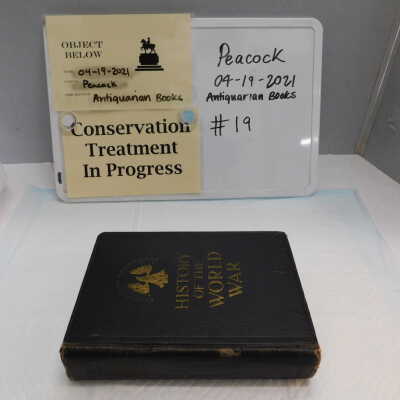 OBJECT
BELOW
04-19-2021
Peacock
Antiquarian Books
Conservation
Treatment
In Progress
Peacock
04-19-2021
Antiquarian Books
#19
HISTORY
OF THE
WORLD
WAR